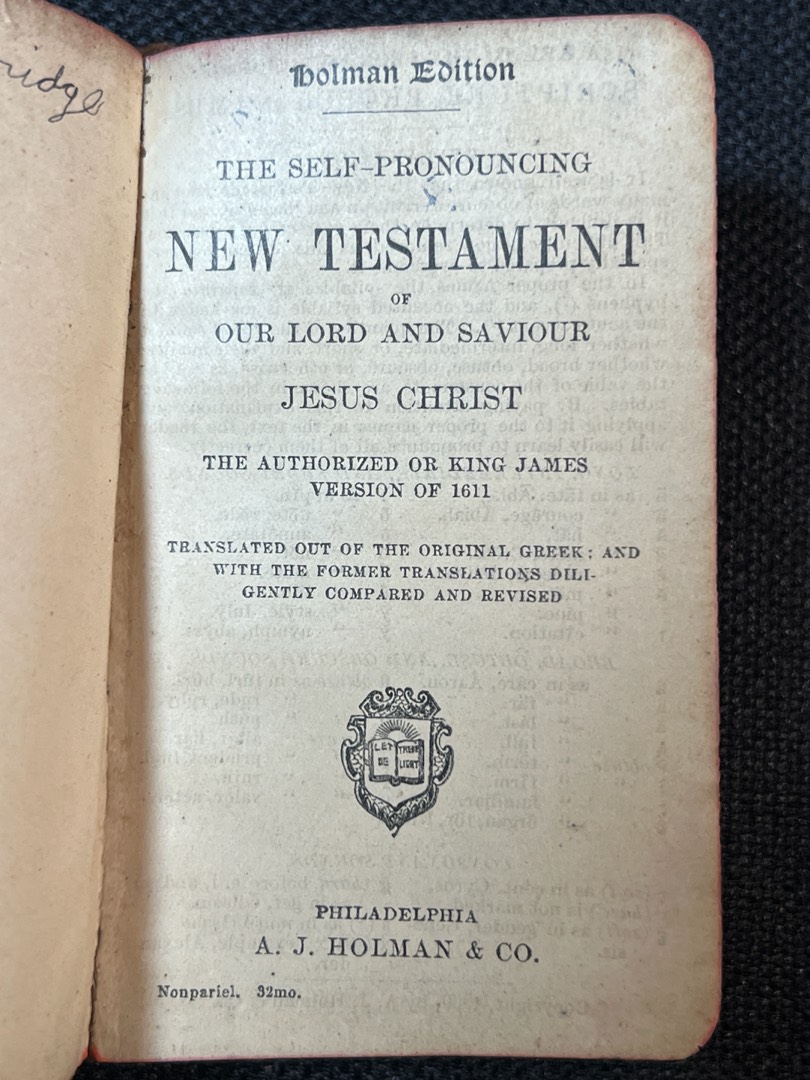 Holman Edition
THE SELF-PRONOUNCING
NEW TESTAMENT
OF
OUR LORD AND SAVIOUR
JESUS CHRIST
THE AUTHORIZED OR KING JAMES
VERSION OF 1611
TRANSLATED OUT OF THE ORIGINAL GREEK; AND
WITH THE FORMER TRANSLATIONS DILI-
GENTLY COMPARED AND REVISED
LET THERE
BE LIGHT
PHILADELPHIA
A. J. HOLMAN & CO.
Nonpariel. 32mo.